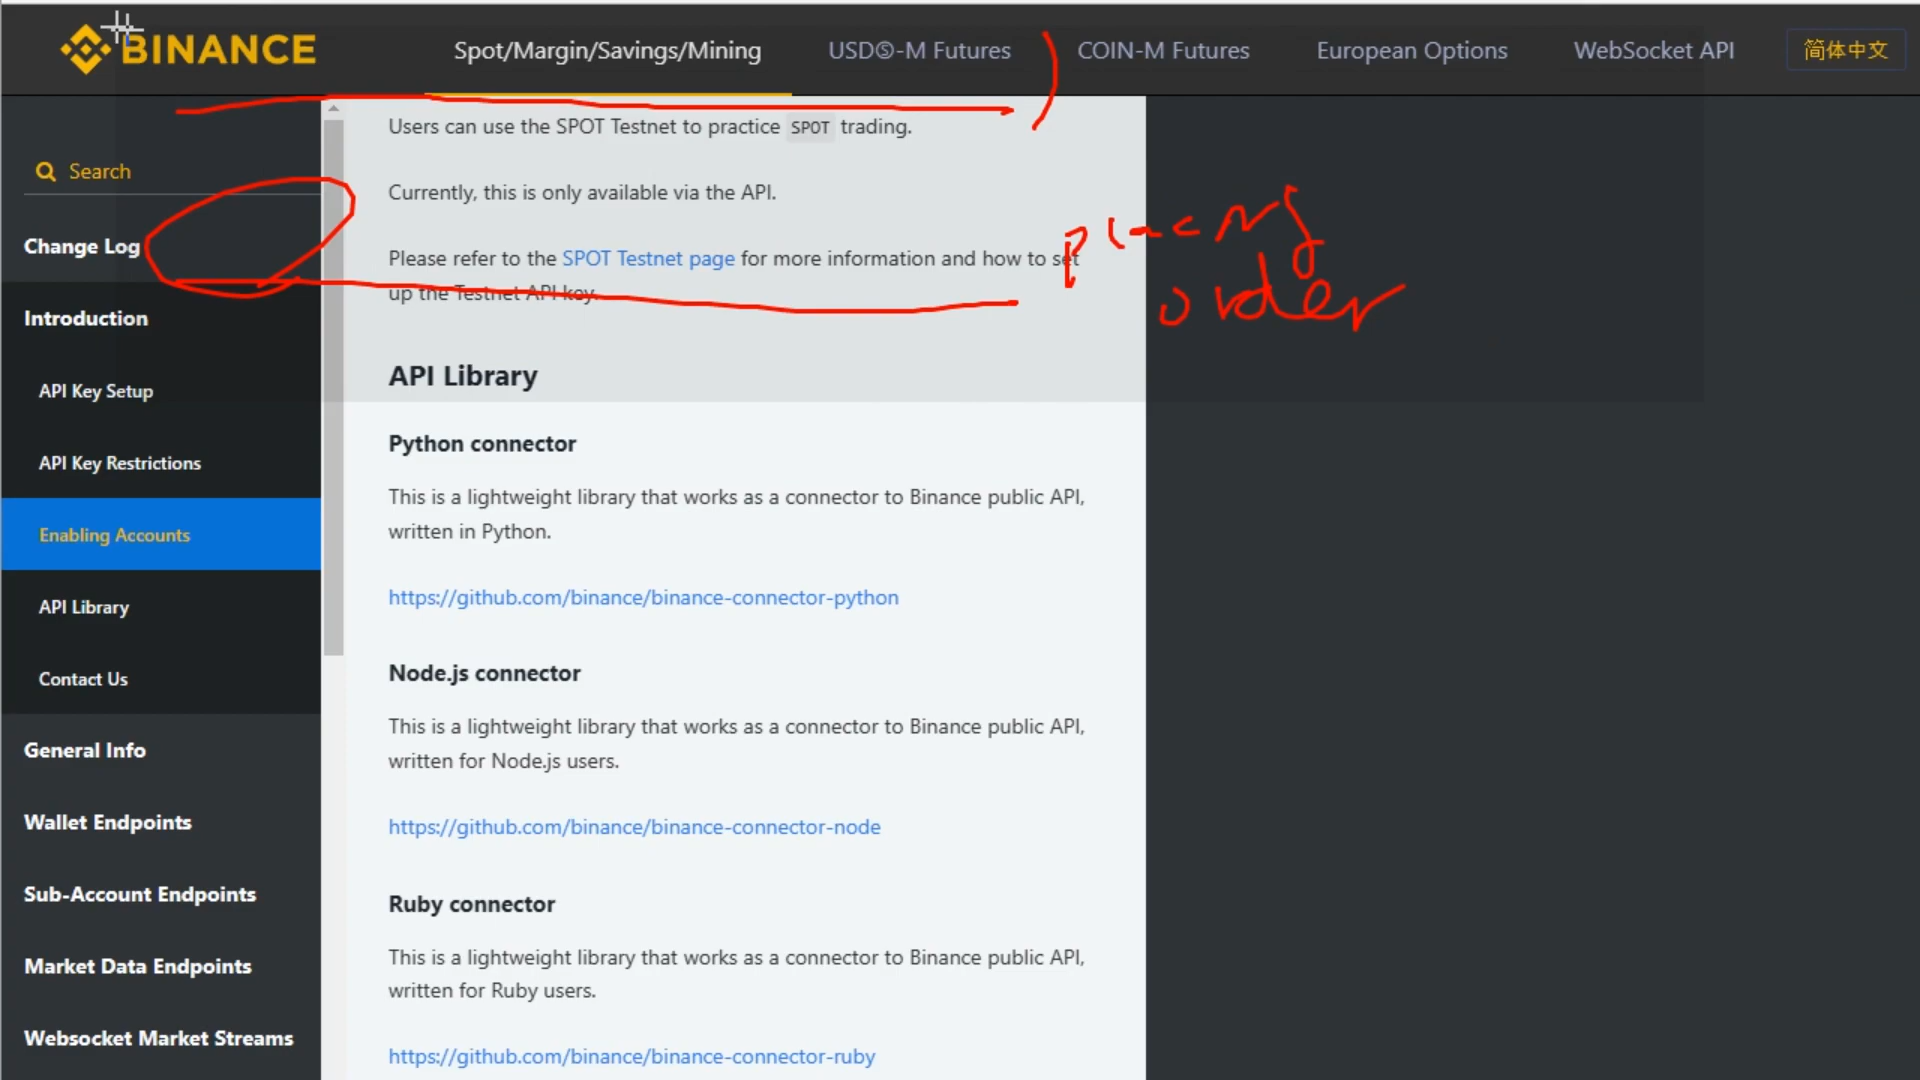 BINANCE
Spot/Margin/Savings/Mining
USDⓈ-M Futures
COIN-M Futures
European Options
WebSocket API
简体中文
Search
Change Log
Introduction
API Key Setup
API Key Restrictions
Enabling Accounts
API Library
Contact Us
General Info
Wallet Endpoints
Sub-Account Endpoints
Market Data Endpoints
Websocket Market Streams
Users can use the SPOT Testnet to practice SPOT trading.
Currently, this is only available via the API.
Please refer to the SPOT Testnet page for more information and how to set
up the Testnet API key.
API Library
Python connector
This is a lightweight library that works as a connector to Binance public API,
written in Python.
https://github.com/binance/binance-connector-python
Node.js connector
This is a lightweight library that works as a connector to Binance public API,
written for Node.js users.
https://github.com/binance/binance-connector-node
Ruby connector
This is a lightweight library that works as a connector to Binance public API,
written for Ruby users.
https://github.com/binance/binance-connector-ruby
order